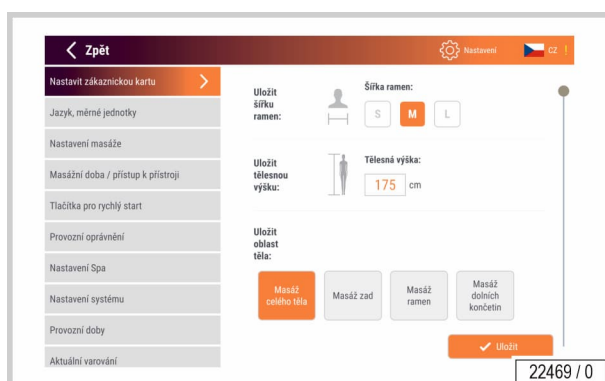 Zpět
Nastavení
CZ !
Nastavit zákaznickou kartu
Jazyk, měrné jednotky
Nastavení masáže
Masážní doba / přístup k přístroji
Tlačítka pro rychlý start
Provozní oprávnění
Nastavení Spa
Nastavení systému
Provozní doby
Aktuální varování
Uložit
šířku
ramen:
Šířka ramen:
S M L
Uložit
tělesnou
výšku:
Tělesná výška:
175 cm
Uložit
oblast
těla:
Masáž
celého těla
Masáž zad
Masáž
ramen
Masáž
dolních
končetin
Uložit
22469 / 0